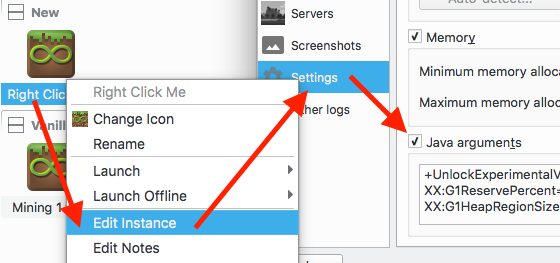 New
Right Clic
Vanil
Mining 1
Right Click Me
Change Icon
Rename
Launch
Launch Offline
Edit Instance
Edit Notes
Servers
Screenshots
Settings
her logs
Auto-detect...
Memory
Minimum memory alloca
Maximum memory alloc
Java arguments
+UnlockExperimentalV
XX:G1ReservePercent=
XX:G1HeapRegionSize